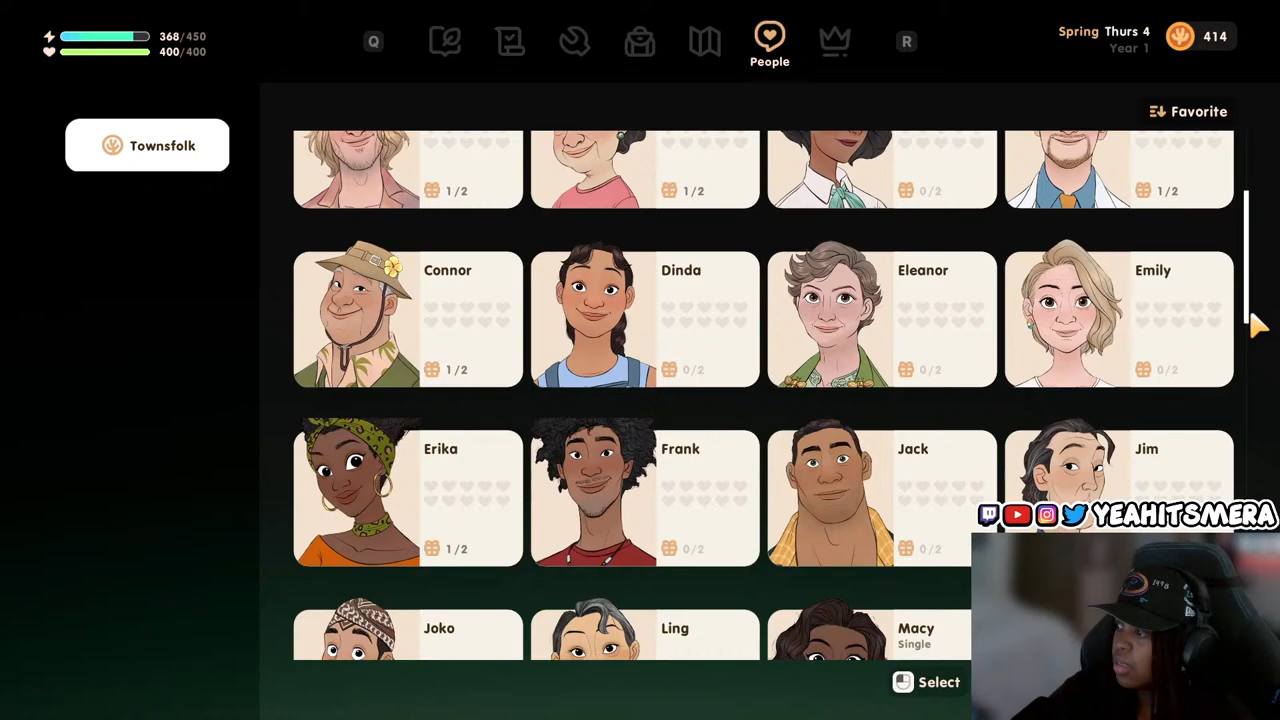 368/450
400/400
Q
People
R
Spring Thurs 4
Year 1
414
Townsfolk
Favorite
1/2
1/2
0/2
1/2
Connor
1/2
Dinda
0/2
Eleanor
0/2
Emily
0/2
Erika
1/2
Frank
0/2
Jack
0/2
Jim
YEAHITSMERA
1998
Joko
Ling
Macy
Single
Select